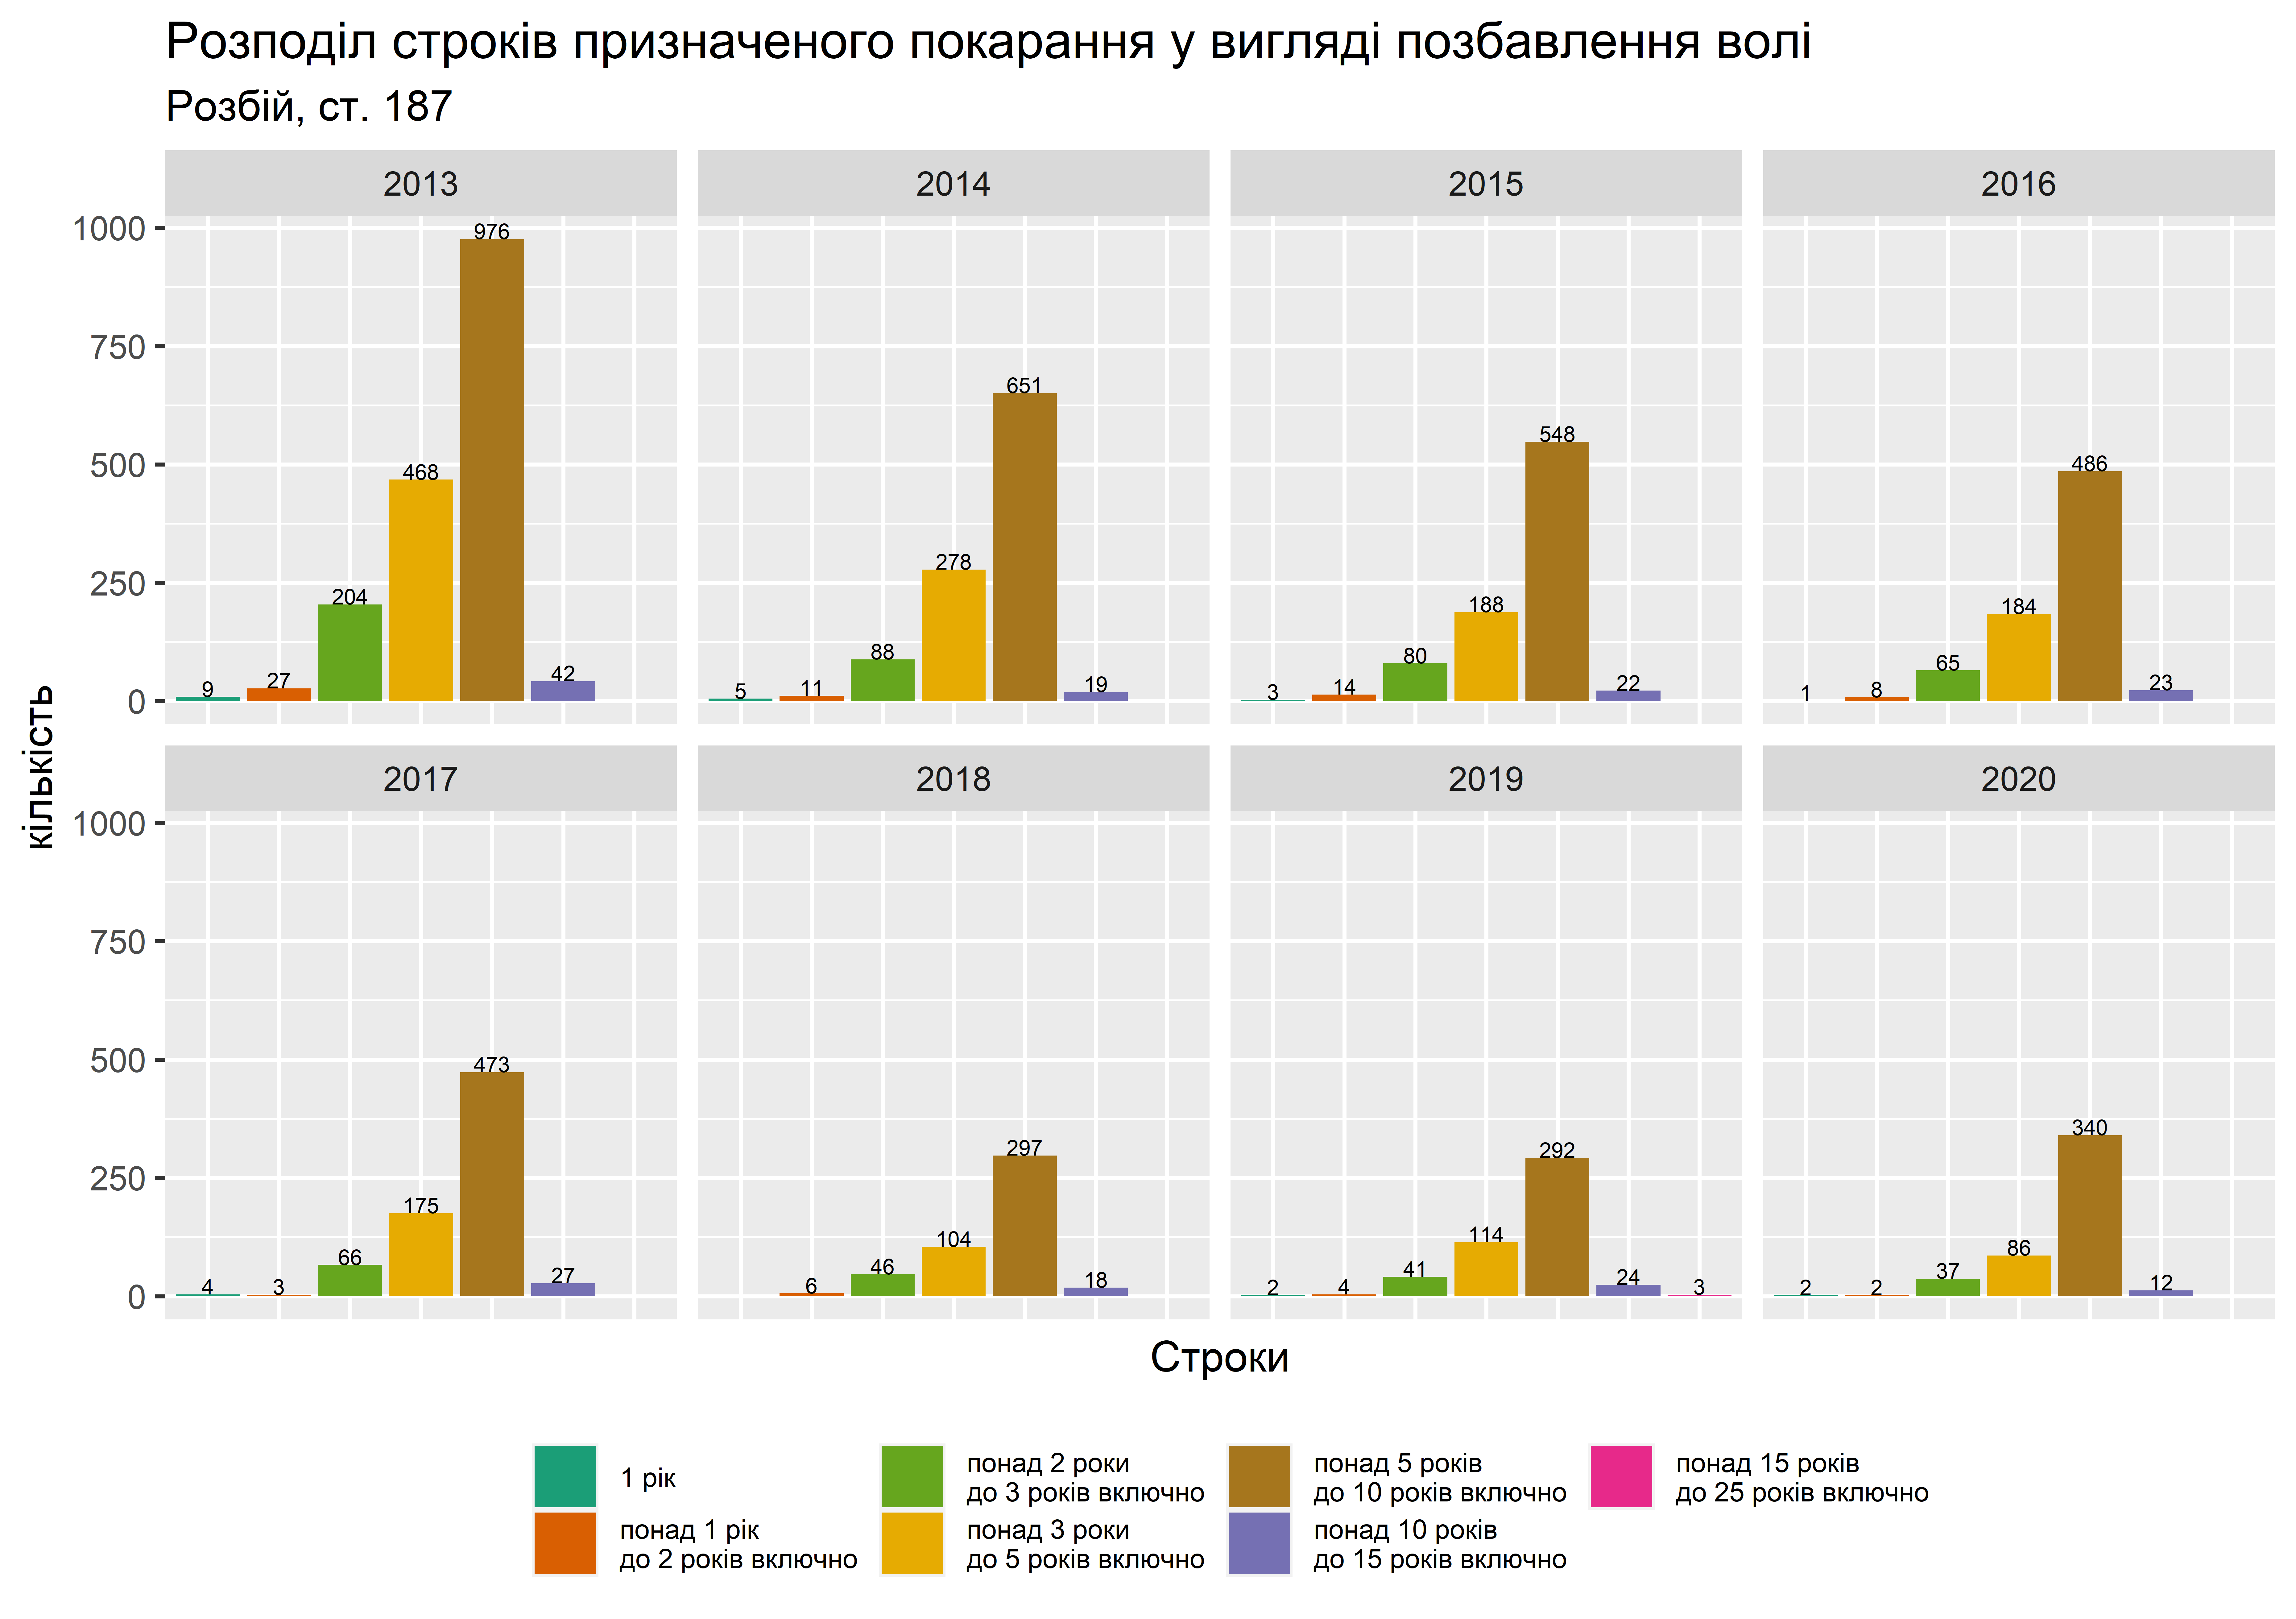 Розподіл строків призначеного покарання у вигляді позбавлення волі
Розбій, ст. 187
2013 2014 2015 2016
1000
750
500
250
0
976
468
204
9 27 42
651
278
88
5 11 19
548
188
80
3 14 22
486
184
65
1 8 23
кількість
2017 2018 2019 2020
1000
750
500
250
0
473
175
66
4 3 27
297
104
46
6 18
292
114
41
2 4 24 3
340
86
37
2 2 12
Строки
1 рік
понад 1 рік
до 2 років включно
понад 2 роки
до 3 років включно
понад 3 роки
до 5 років включно
понад 5 років
до 10 років включно
понад 10 років
до 15 років включно
понад 15 років
до 25 років включно